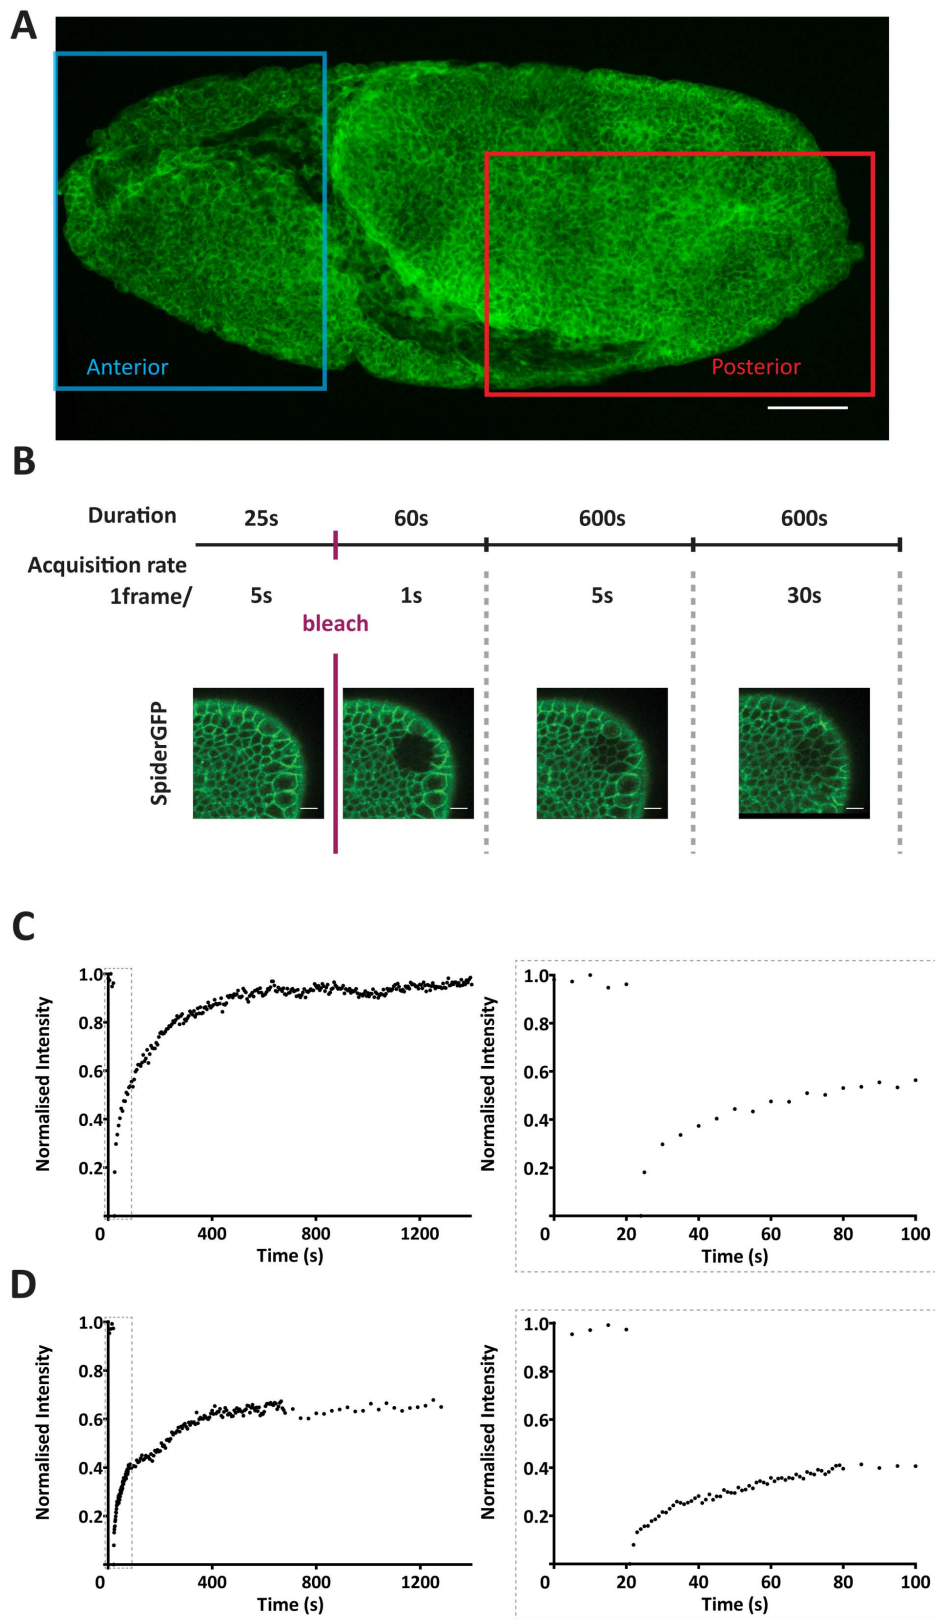 A
Anterior
Posterior
B
Duration 25s 60s 600s 600s
Acquisition rate
1frame/ 5s 1s 5s 30s
bleach
SpiderGFP
C
Normalised Intensity
1.0
0.8
0.6
0.4
0.2
0 400 800 1200
Time (s)
Normalised Intensity
1.0
0.8
0.6
0.4
0.2
0 20 40 60 80 100
Time (s)
D
Normalised Intensity
1.0
0.8
0.6
0.4
0.2
0 400 800 1200
Time (s)
Normalised Intensity
1.0
0.8
0.6
0.4
0.2
0 20 40 60 80 100
Time (s)